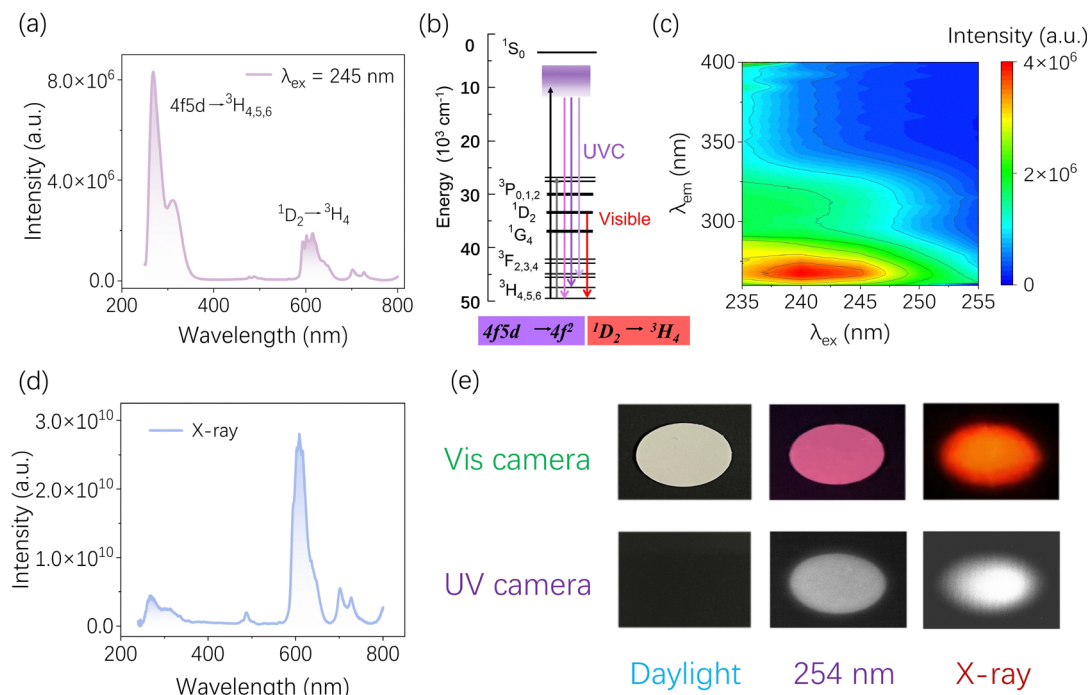 (a)
Intensity (a.u.)
8.0×10⁶
4.0×10⁶
0.0
λex = 245 nm
4f5d→³H4,5,6
¹D2→³H4
200 400 600 800
Wavelength (nm)
(b)
Energy (10³ cm⁻¹)
0
10
20
30
40
50
¹S0
UVC
³P0,1,2
¹D2
Visible
¹G4
³F2,3,4
³H4,5,6
4f5d →4f² ¹D2 → ³H4
(c)
Intensity (a.u.)
λem (nm)
400
350
300
235 240 245 250 255
λex (nm)
4×10⁶
2×10⁶
0
(d)
Intensity (a.u.)
3.0×10¹⁰
2.0×10¹⁰
1.0×10¹⁰
0.0
X-ray
200 400 600 800
Wavelength (nm)
(e)
Vis camera
UV camera
Daylight 254 nm X-ray